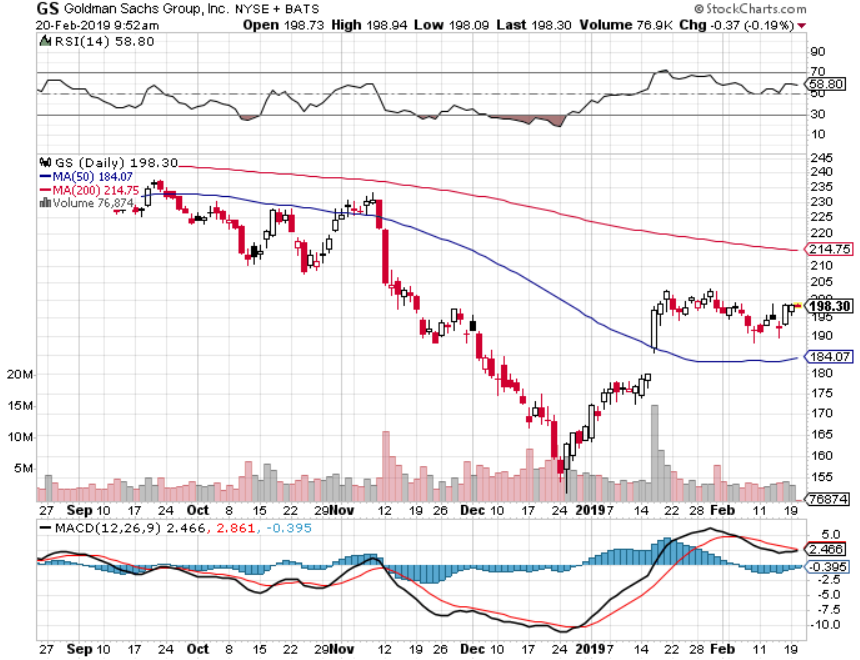 GS Goldman Sachs Group, Inc. NYSE + BATS © StockCharts.com
20-Feb-2019 9:52am Open 198.73 High 198.94 Low 198.09 Last 198.30 Volume 76.9K Chg -0.37 (-0.19%)
RSI(14) 58.80
90
70
58.80
50
30
10
GS (Daily) 198.30
MA(50) 184.07
MA(200) 214.75
Volume 76,874
245
240
235
230
225
220
214.75
210
205
200
198.30
195
190
184.07
180
175
170
165
160
155
20M
15M
10M
5M
76874
27 Sep 10 17 24 Oct 8 15 22 29 Nov 12 19 26 Dec 10 17 24 2019 7 14 22 28 Feb 11 19
MACD(12,26,9) 2.466, 2.861, -0.395
5.0
2.466
-0.395
-2.5
-5.0
-7.5
-10.0
27 Sep 10 17 24 Oct 8 15 22 29 Nov 12 19 26 Dec 10 17 24 2019 7 14 22 28 Feb 11 19